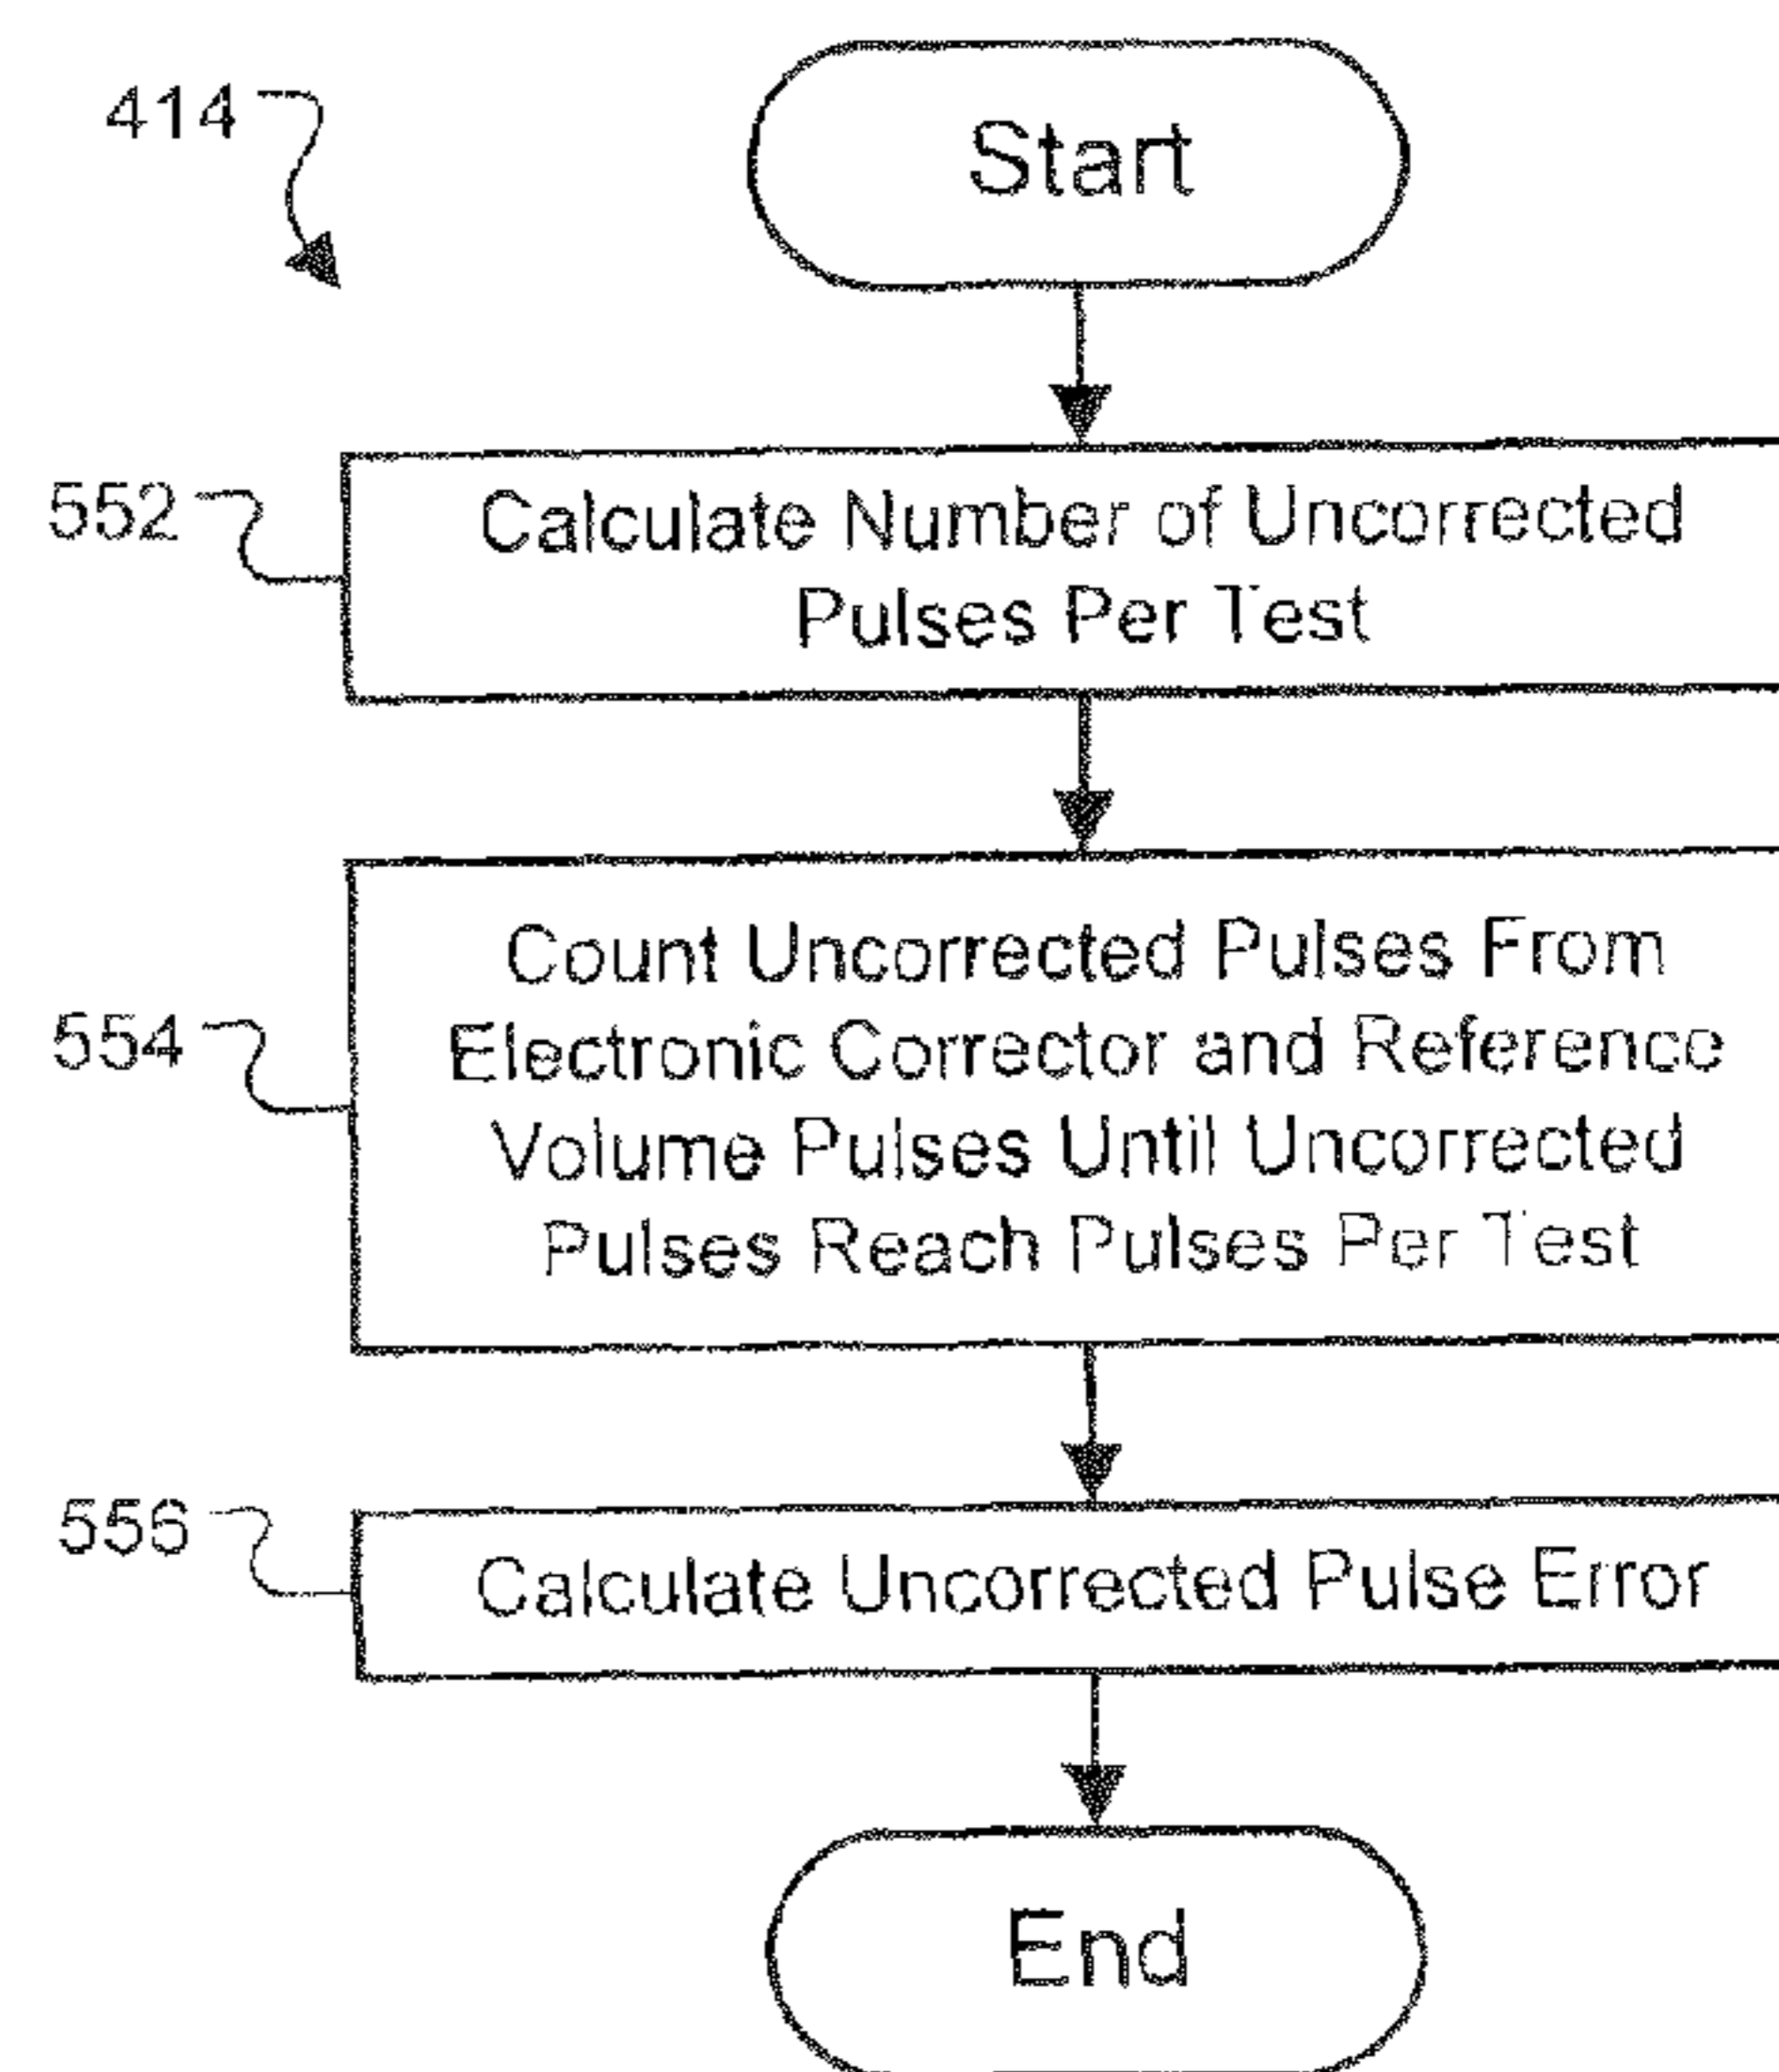 414
Start
552
Calculate Number of Uncorrected
Pulses Per Test
554
Count Uncorrected Pulses From
Electronic Corrector and Reference
Volume Pulses Until Uncorrected
Pulses Reach Pulses Per Test
556
Calculate Uncorrected Pulse Error
End